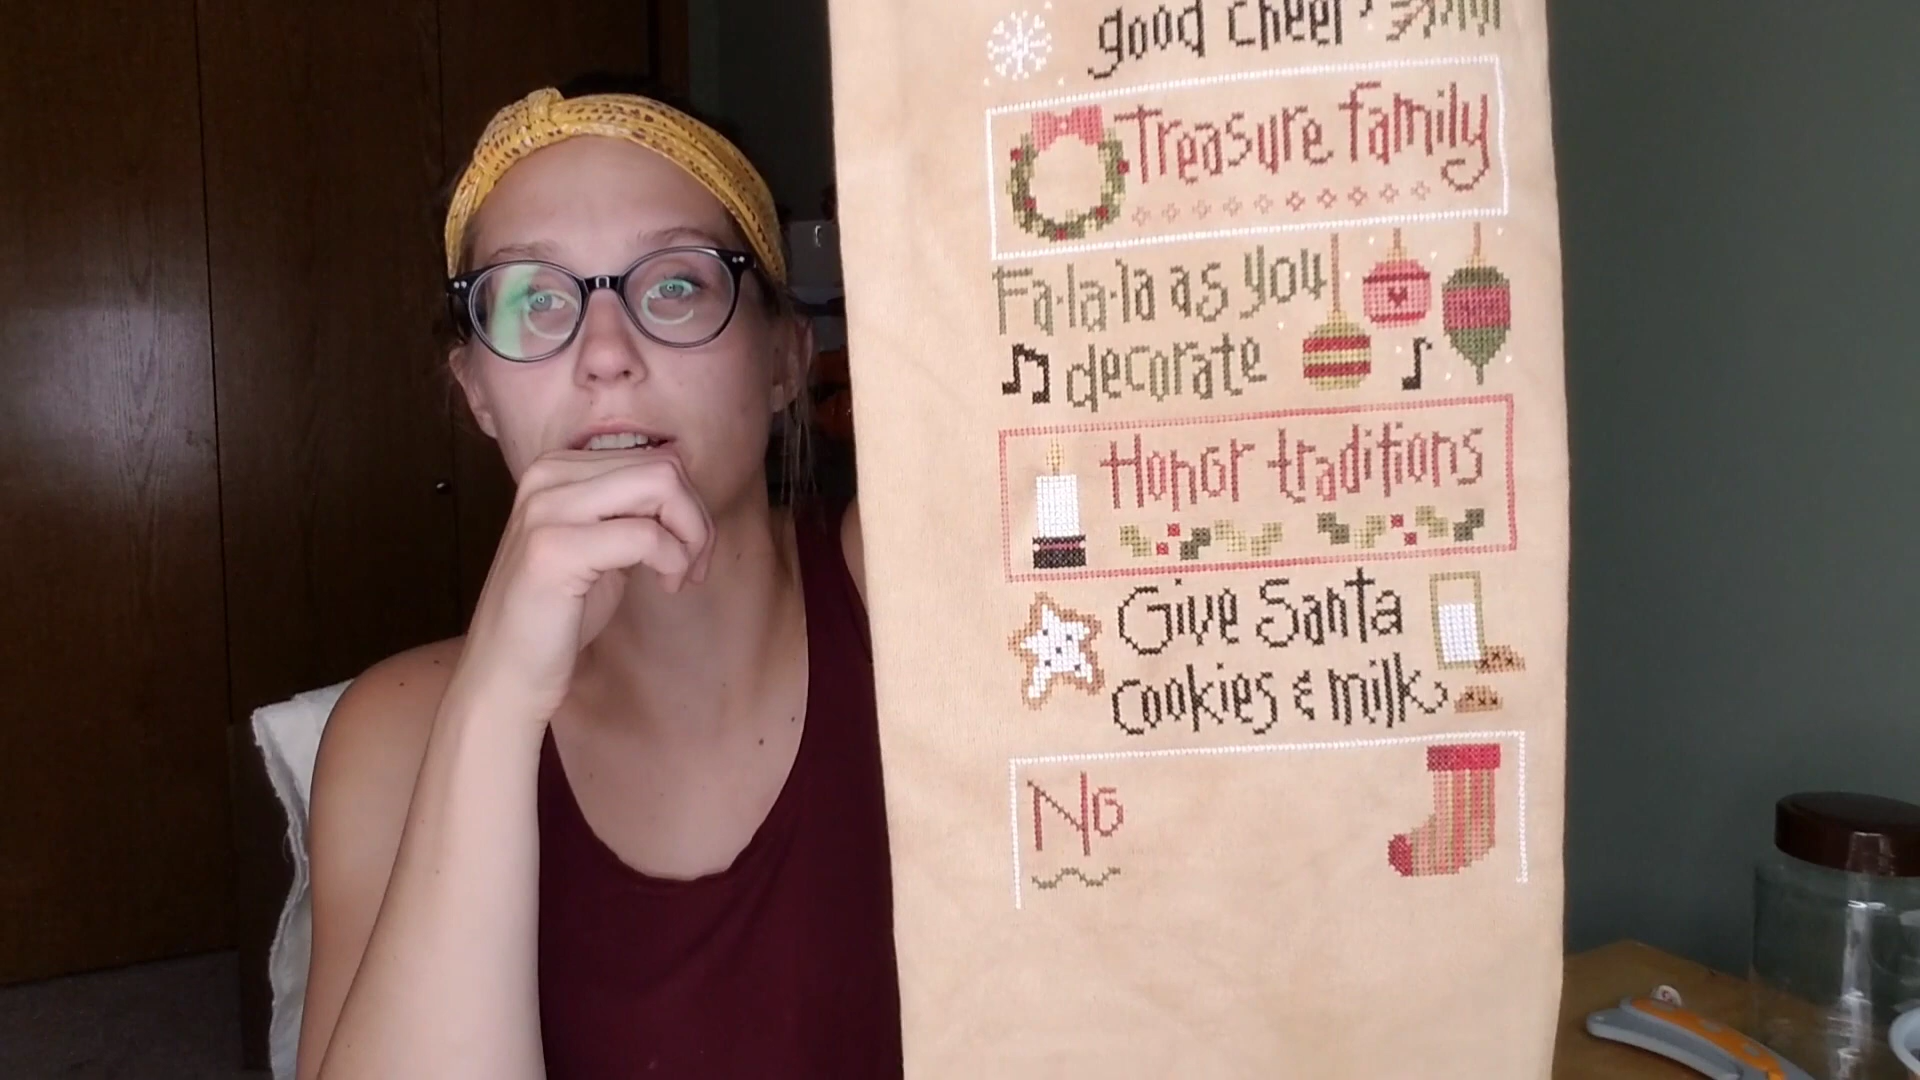 good cheer
Treasure family
Fa·la·la as you
decorate
Honor traditions
Give Santa
cookies & milk
No